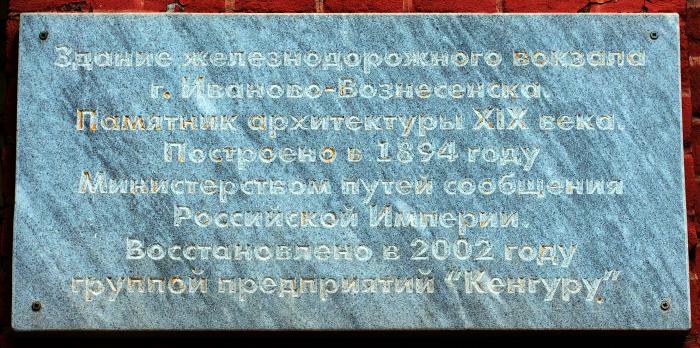 Здание железнодорожного вокзала
г. Иваново-Вознесенска.
Памятник архитектуры XIX века.
Построено в 1894 году
Министерством путей сообщения
Российской Империи.
Восстановлено в 2002 году
группой предприятий “Кенгуру”